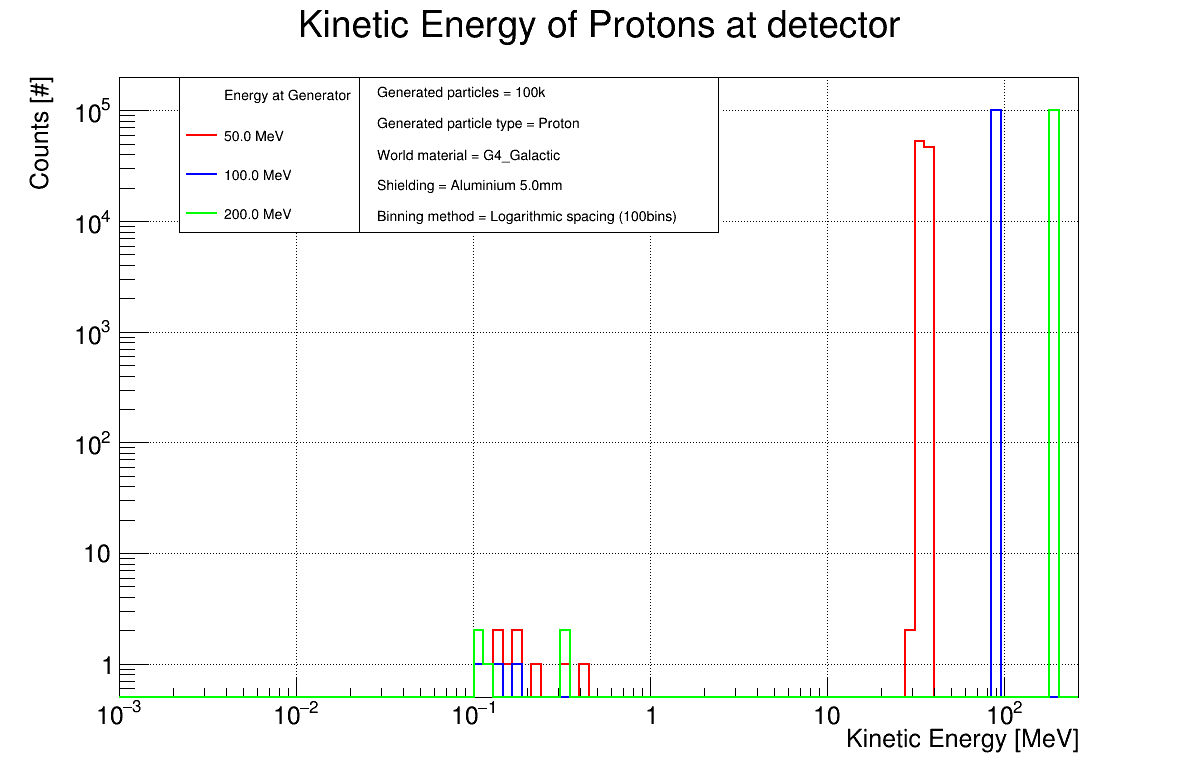 Kinetic Energy of Protons at detector
Counts [#]
Energy at Generator
50.0 MeV
100.0 MeV
200.0 MeV
Generated particles = 100k
Generated particle type = Proton
World material = G4_Galactic
Shielding = Aluminium 5.0mm
Binning method = Logarithmic spacing (100bins)
10⁵
10⁴
10³
10²
10
1
10⁻³
10⁻²
10⁻¹
1
10
10²
Kinetic Energy [MeV]